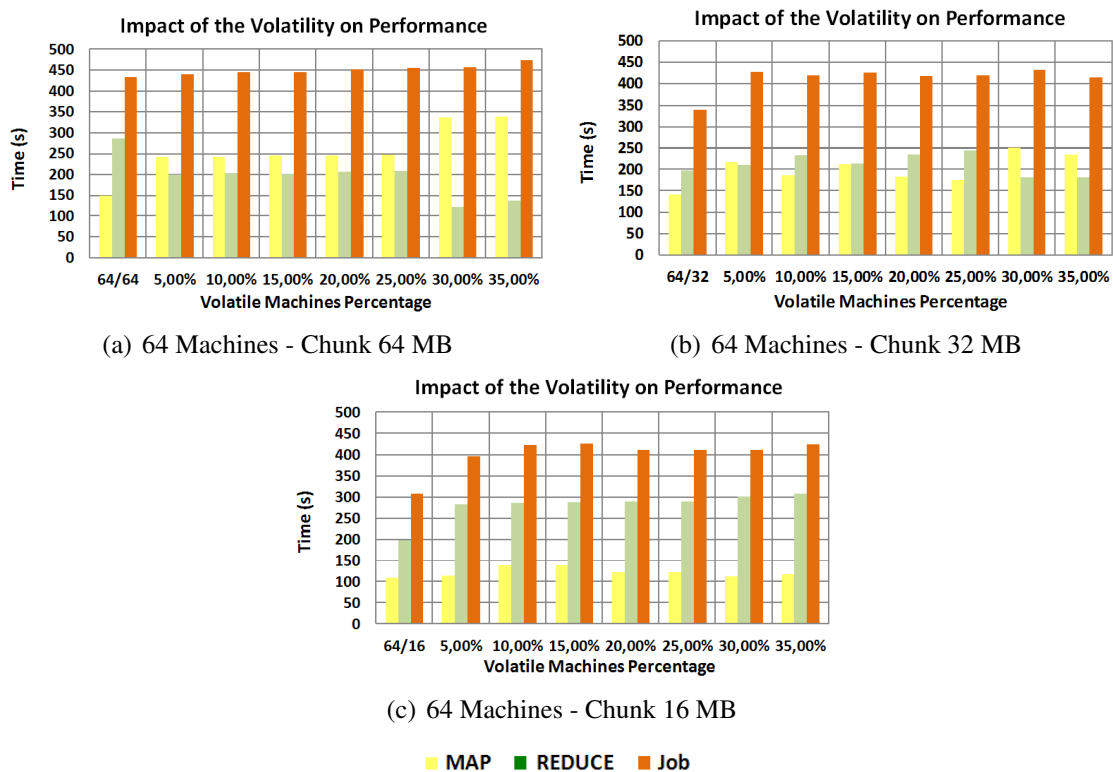 Impact of the Volatility on Performance
Time (s)
500
450
400
350
300
250
200
150
100
50
0
64/64 5,00% 10,00% 15,00% 20,00% 25,00% 30,00% 35,00%
Volatile Machines Percentage
(a) 64 Machines - Chunk 64 MB
Impact of the Volatility on Performance
Time (s)
500
450
400
350
300
250
200
150
100
50
0
64/32 5,00% 10,00% 15,00% 20,00% 25,00% 30,00% 35,00%
Volatile Machines Percentage
(b) 64 Machines - Chunk 32 MB
Impact of the Volatility on Performance
Time (s)
500
450
400
350
300
250
200
150
100
50
0
64/16 5,00% 10,00% 15,00% 20,00% 25,00% 30,00% 35,00%
Volatile Machines Percentage
(c) 64 Machines - Chunk 16 MB
MAP REDUCE Job